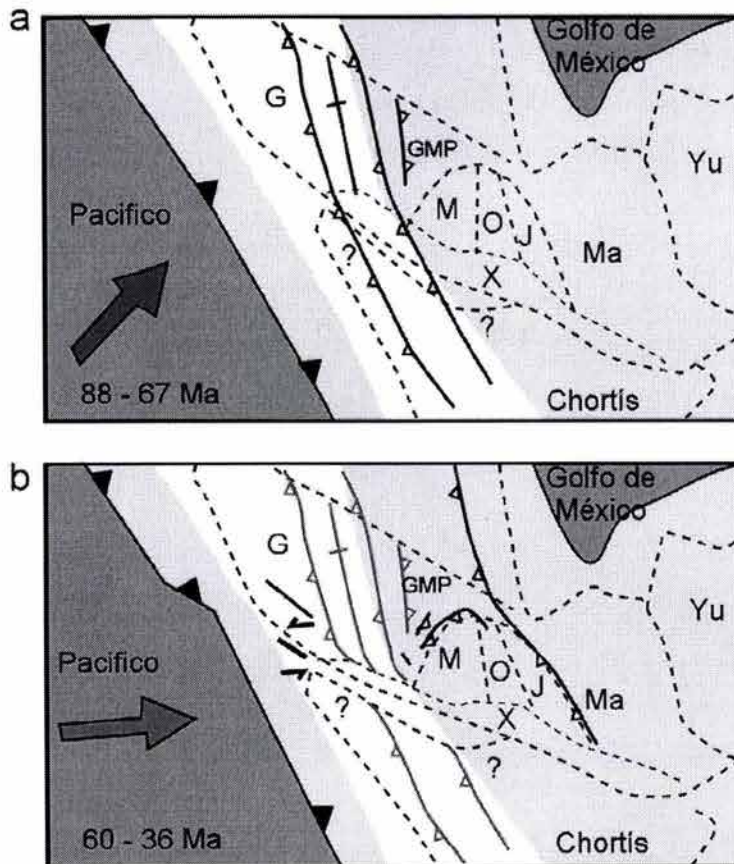 a
Golfo de
México
G
GMP
Yu
Pacifico
M
O
J
Ma
?
X
?
88 - 67 Ma
Chortís
b
Golfo de
México
G
GMP
Yu
Pacifico
M
O
J
Ma
?
X
?
60 - 36 Ma
Chortís